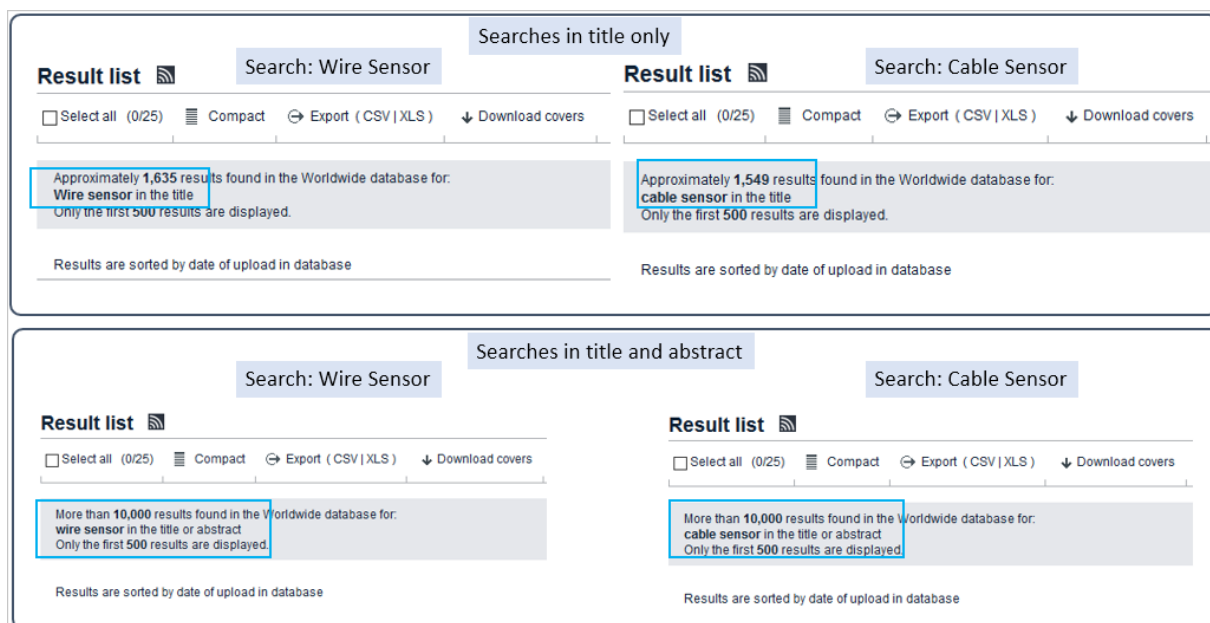 Searches in title only
Search: Wire Sensor
Result list
Select all (0/25) Compact Export ( CSV | XLS ) Download covers
Approximately 1,635 results found in the Worldwide database for:
Wire sensor in the title
Only the first 500 results are displayed.
Results are sorted by date of upload in database
Search: Cable Sensor
Result list
Select all (0/25) Compact Export ( CSV | XLS ) Download covers
Approximately 1,549 results found in the Worldwide database for:
cable sensor in the title
Only the first 500 results are displayed.
Results are sorted by date of upload in database
Searches in title and abstract
Search: Wire Sensor
Result list
Select all (0/25) Compact Export ( CSV | XLS ) Download covers
More than 10,000 results found in the Worldwide database for:
wire sensor in the title or abstract
Only the first 500 results are displayed.
Results are sorted by date of upload in database
Search: Cable Sensor
Result list
Select all (0/25) Compact Export ( CSV | XLS ) Download covers
More than 10,000 results found in the Worldwide database for:
cable sensor in the title or abstract
Only the first 500 results are displayed.
Results are sorted by date of upload in database